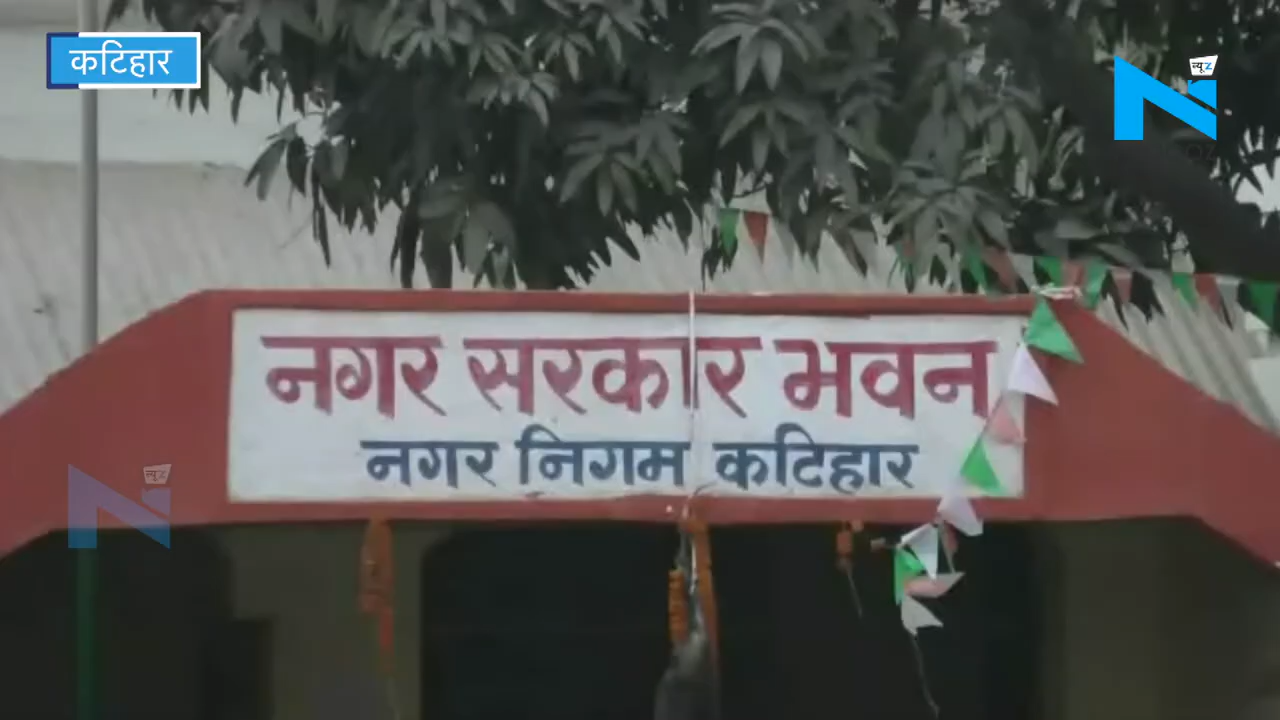 कटिहार
न्यूz
नगर सरकार भवन
नगर निगम कटिहार
न्यूz